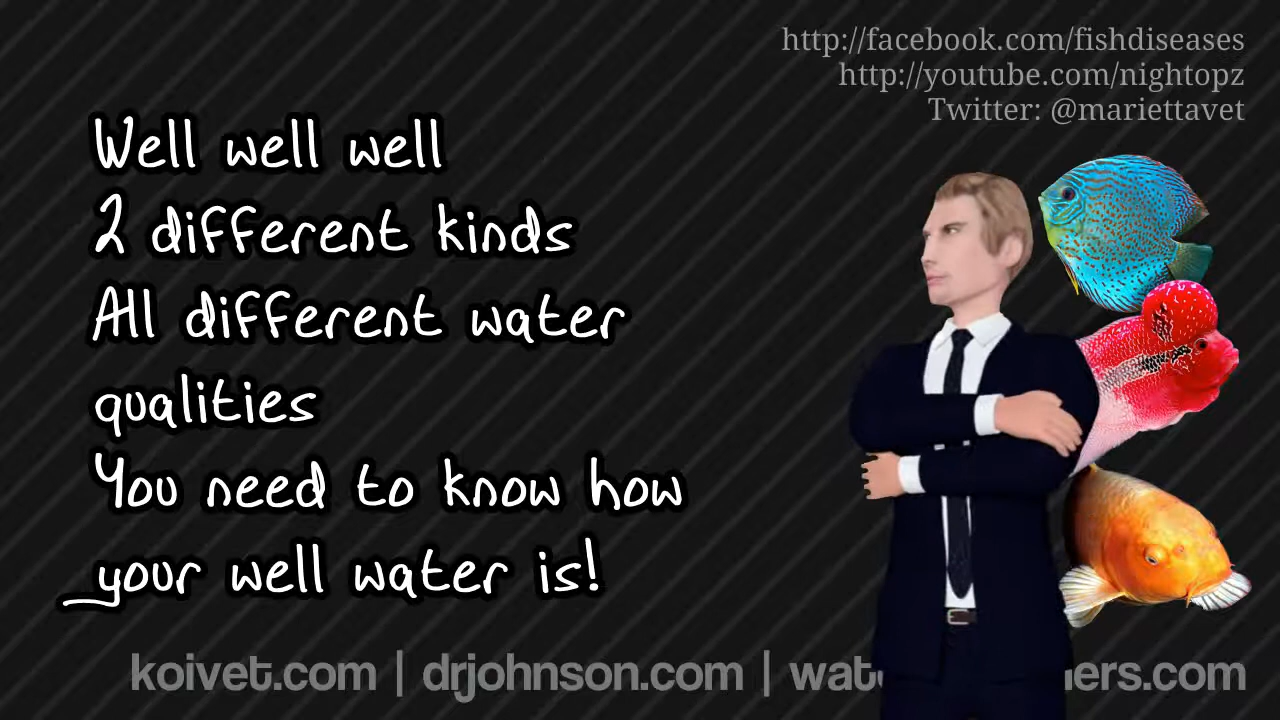 http://facebook.com/fishdiseases
http://youtube.com/nightopz
Twitter: @mariettavet
Well well well
2 different kinds
All different water
qualities
You need to know how
your well water is!
koivet.com | drjohnson.com |